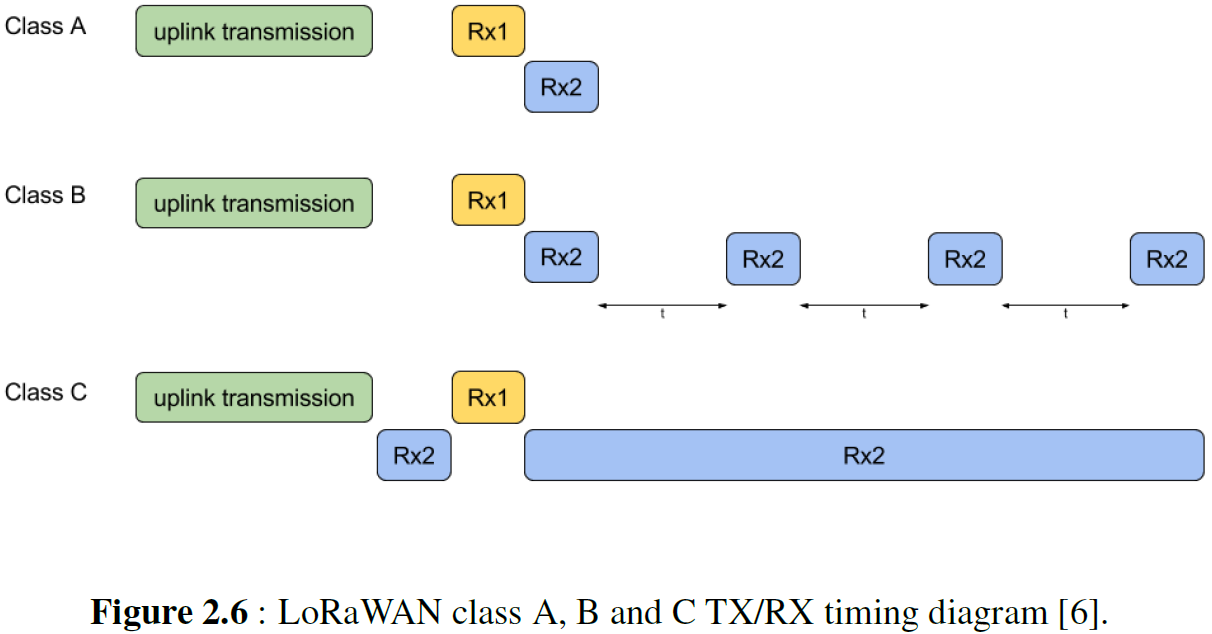 Class A
uplink transmission
Rx1
Rx2
Class B
uplink transmission
Rx1
Rx2
Rx2
Rx2
Rx2
t
t
t
Class C
uplink transmission
Rx1
Rx2
Rx2
Figure 2.6 : LoRaWAN class A, B and C TX/RX timing diagram [6].